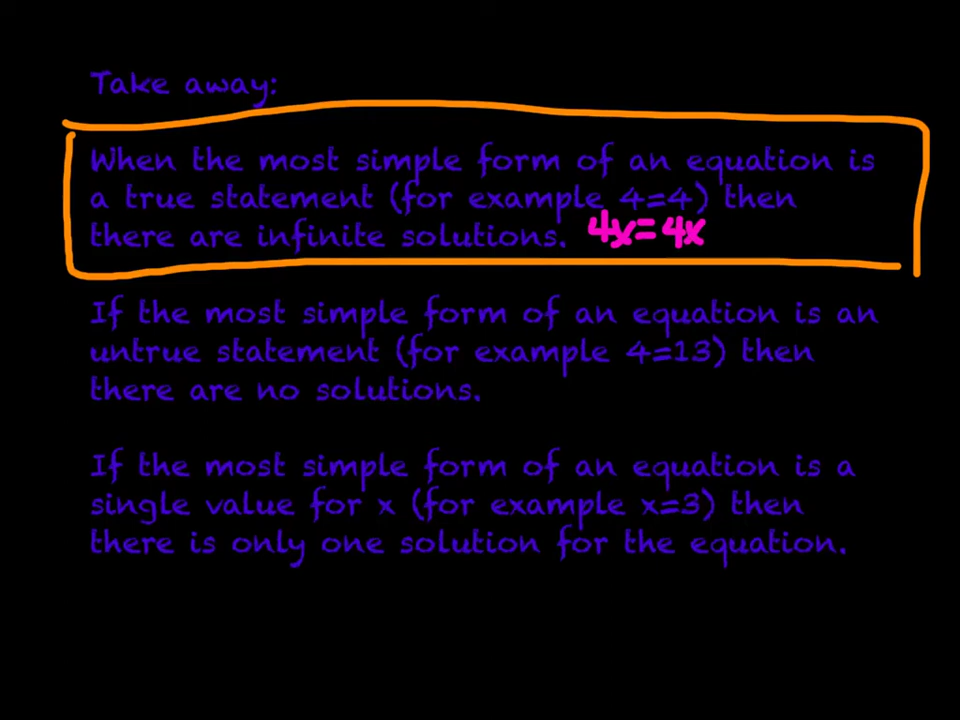 Take away:
When the most simple form of an equation is
a true statement (for example 4=4) then
there are infinite solutions. 4x=4x
If the most simple form of an equation is an
untrue statement (for example 4=13) then
there are no solutions.
If the most simple form of an equation is a
single value for x (for example x=3) then
there is only one solution for the equation.